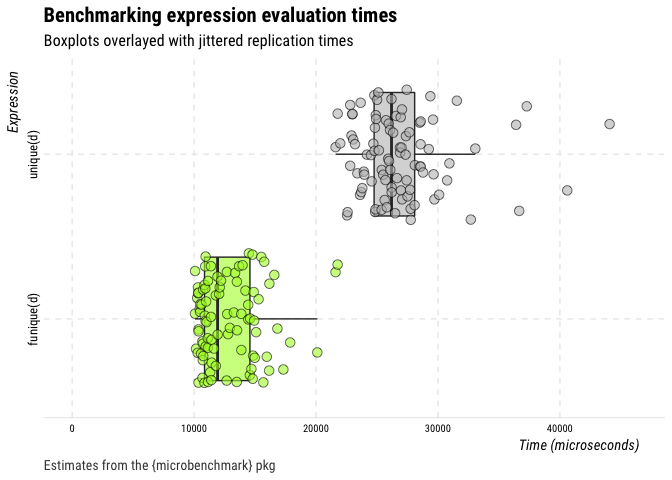 Benchmarking expression evaluation times
Boxplots overlayed with jittered replication times
Expression
unique(d)
funique(d)
0 10000 20000 30000 40000
Time (microseconds)
Estimates from the {microbenchmark} pkg